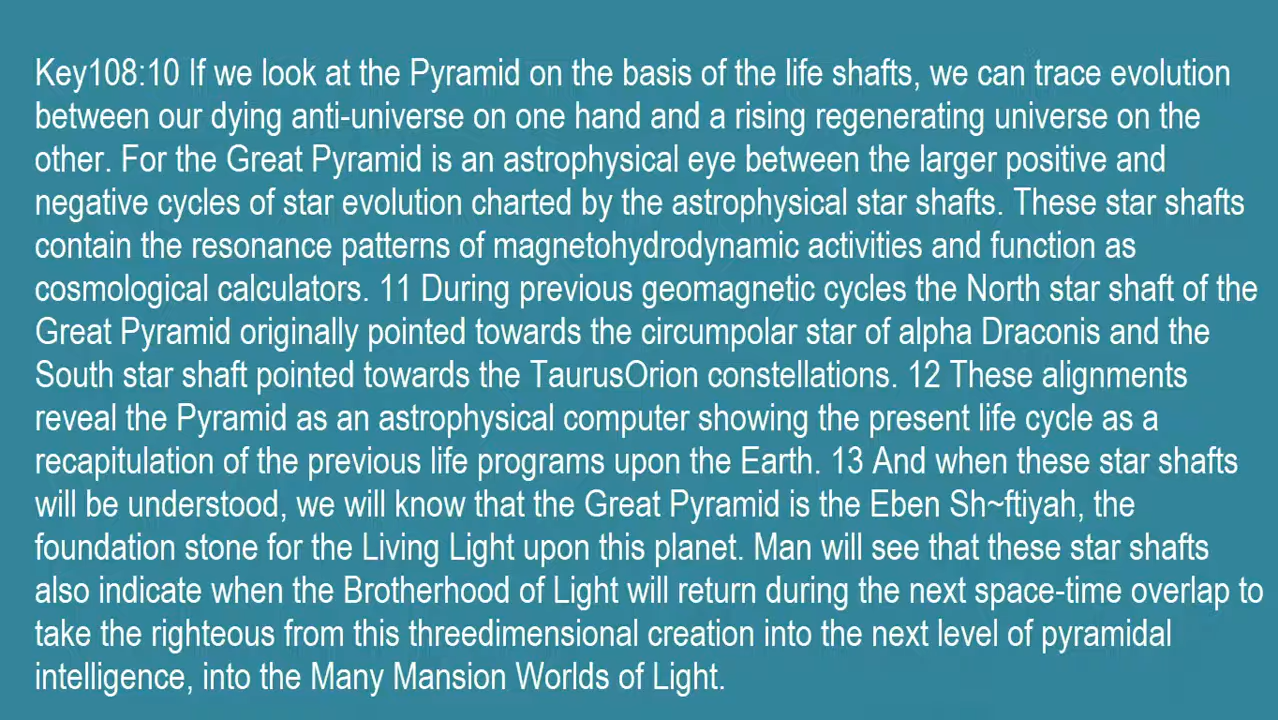 Key108:10 If we look at the Pyramid on the basis of the life shafts, we can trace evolution
between our dying anti-universe on one hand and a rising regenerating universe on the
other. For the Great Pyramid is an astrophysical eye between the larger positive and
negative cycles of star evolution charted by the astrophysical star shafts. These star shafts
contain the resonance patterns of magnetohydrodynamic activities and function as
cosmological calculators. 11 During previous geomagnetic cycles the North star shaft of the
Great Pyramid originally pointed towards the circumpolar star of alpha Draconis and the
South star shaft pointed towards the TaurusOrion constellations. 12 These alignments
reveal the Pyramid as an astrophysical computer showing the present life cycle as a
recapitulation of the previous life programs upon the Earth. 13 And when these star shafts
will be understood, we will know that the Great Pyramid is the Eben Sh~ftiyah, the
foundation stone for the Living Light upon this planet. Man will see that these star shafts
also indicate when the Brotherhood of Light will return during the next space-time overlap to
take the righteous from this threedimensional creation into the next level of pyramidal
intelligence, into the Many Mansion Worlds of Light.